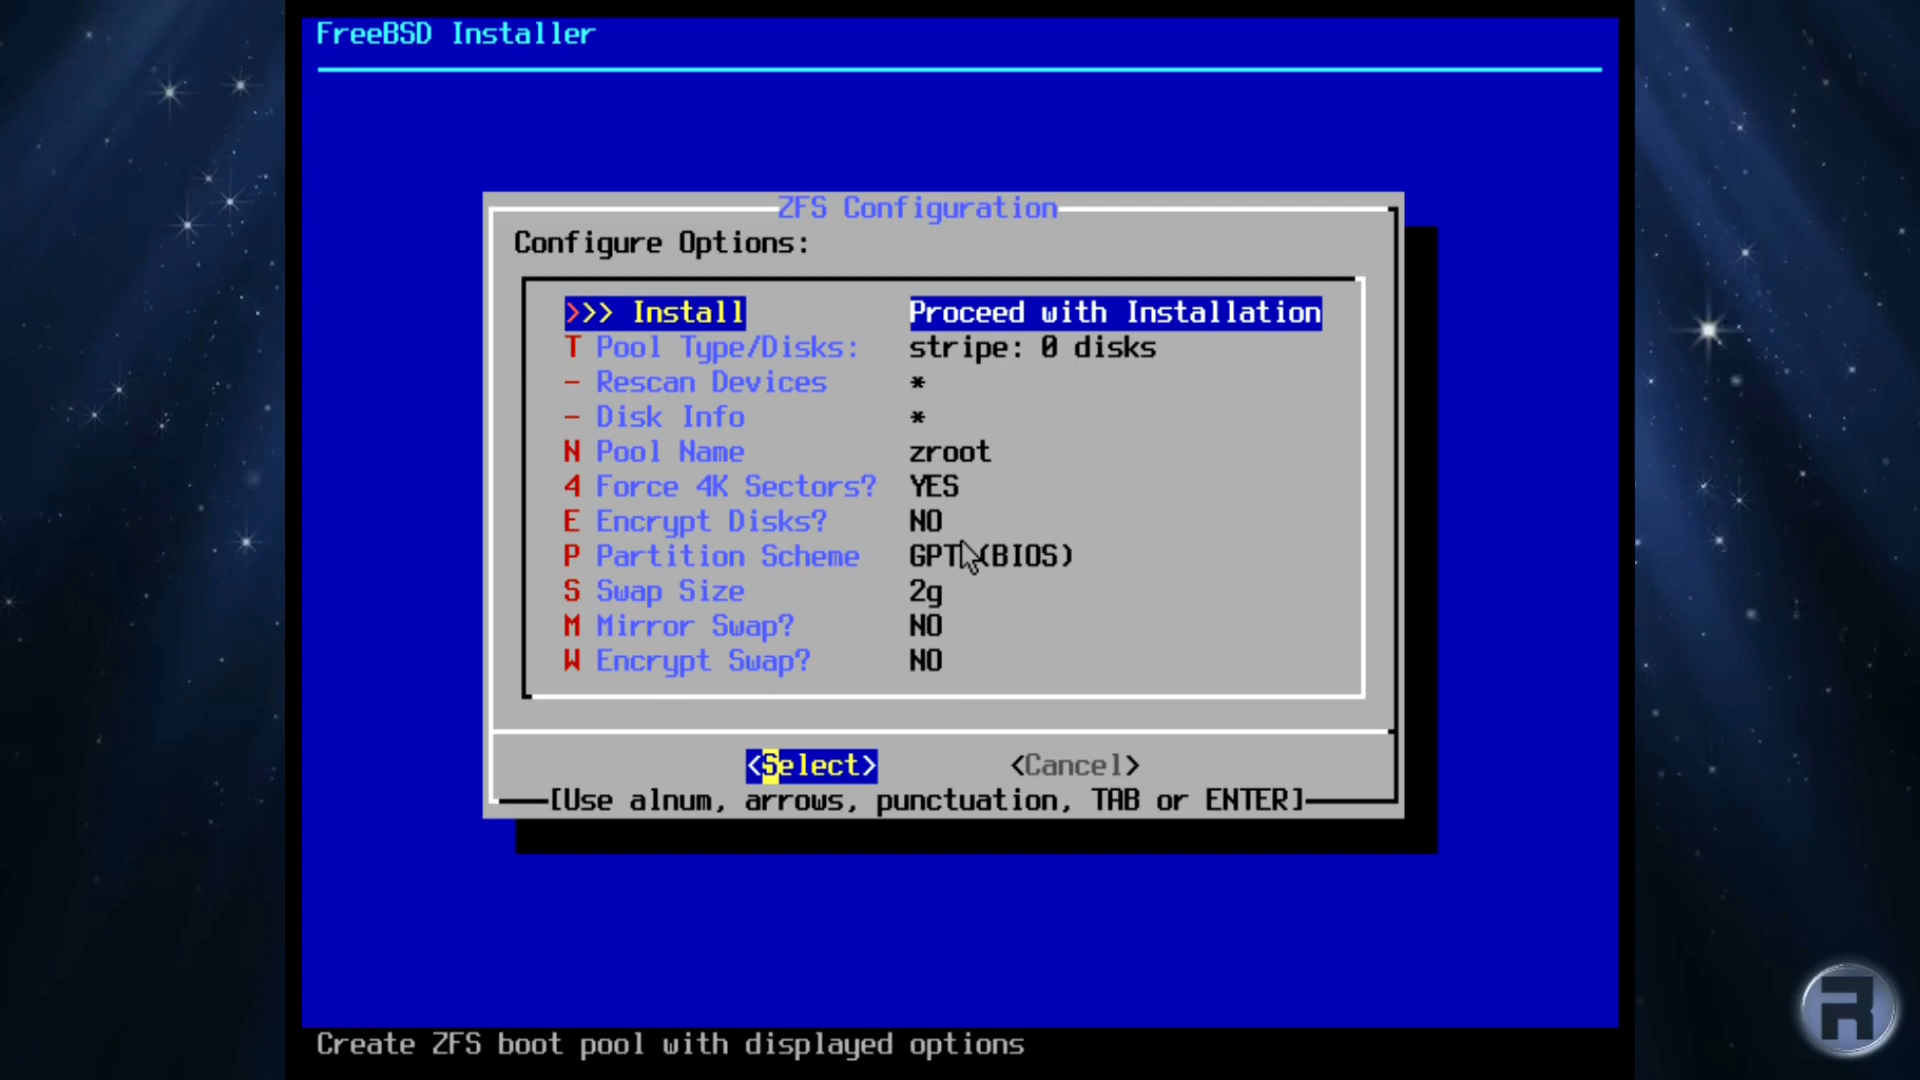 FreeBSD Installer
ZFS Configuration
Configure Options:
>>> Install Proceed with Installation
T Pool Type/Disks: stripe: 0 disks
- Rescan Devices *
- Disk Info *
N Pool Name zroot
4 Force 4K Sectors? YES
E Encrypt Disks? NO
P Partition Scheme GPT (BIOS)
S Swap Size 2g
M Mirror Swap? NO
W Encrypt Swap? NO
<Select> <Cancel>
[Use alnum, arrows, punctuation, TAB or ENTER]
Create ZFS boot pool with displayed options
R